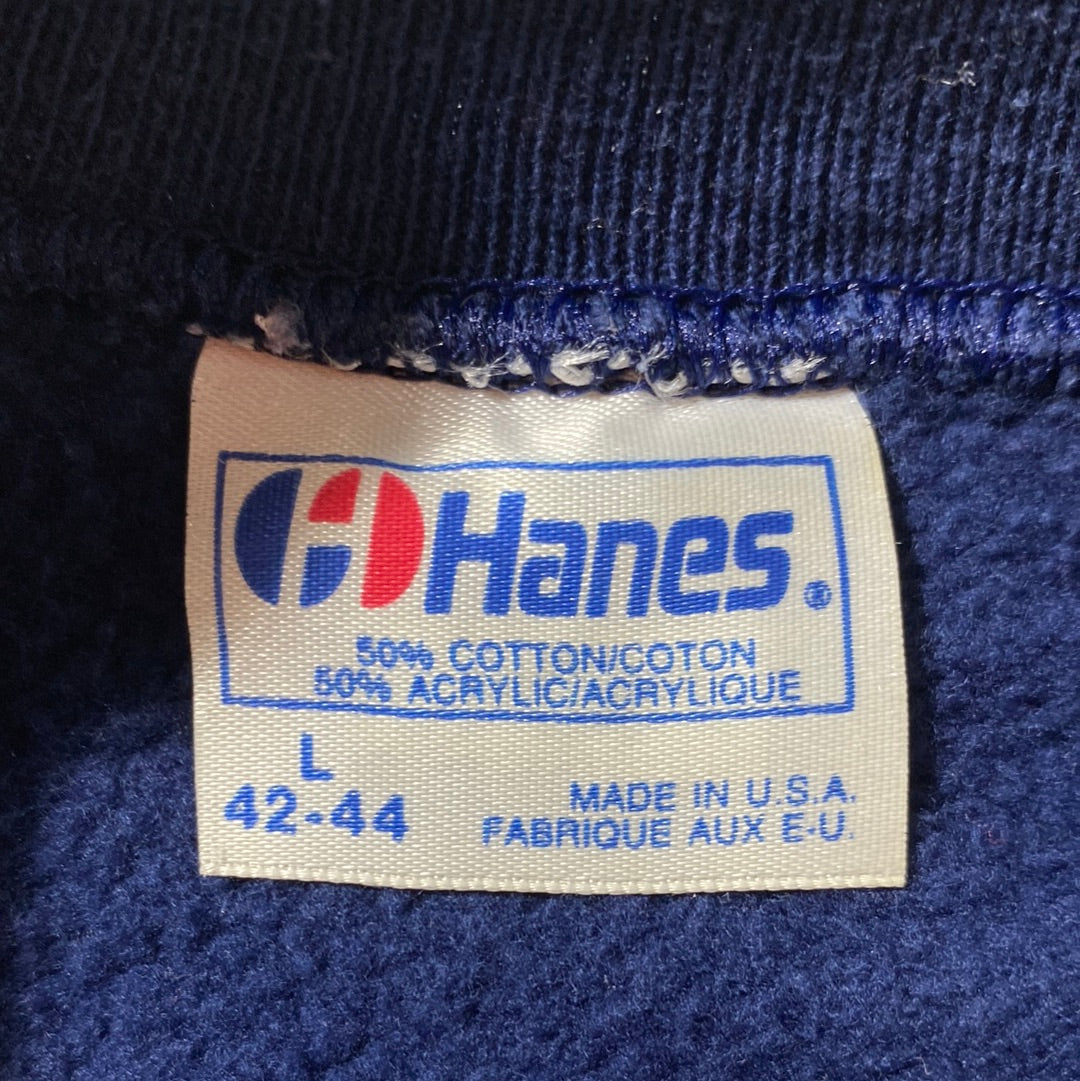 Hanes®
50% COTTON/COTON
50% ACRYLIC/ACRYLIQUE
L
42-44
MADE IN U.S.A.
FABRIQUE AUX E-U.